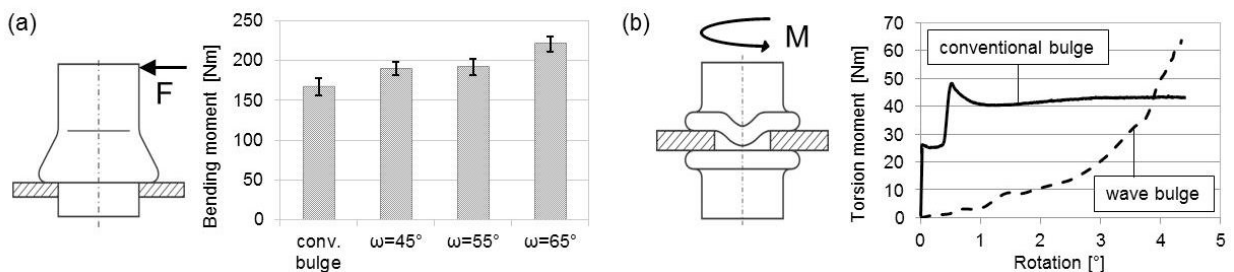 (a)
F
Bending moment [Nm]
250
200
150
100
50
0
conv.
bulge
ω=45°
ω=55°
ω=65°
(b)
M
Torsion moment [Nm]
70
60
50
40
30
20
10
0
conventional bulge
wave bulge
0 1 2 3 4 5
Rotation [°]